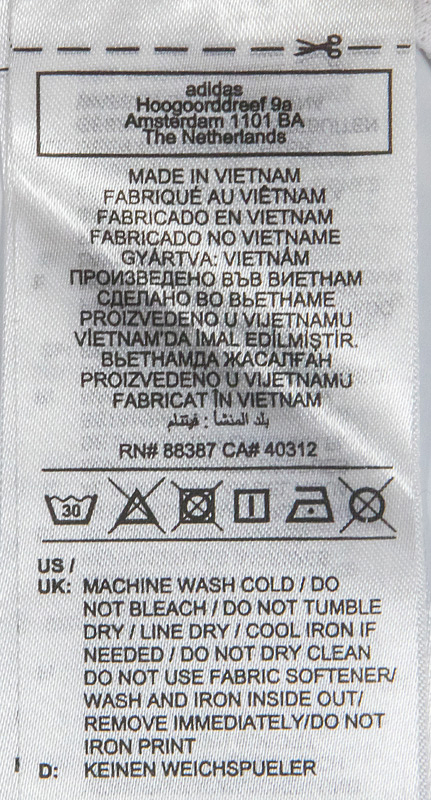 adidas
Hoogoorddreef 9a
Amsterdam 1101 BA
The Netherlands
MADE IN VIETNAM
FABRIQUÉ AU VIÊTNAM
FABRICADO EN VIETNAM
FABRICADO NO VIETNAME
GYÁRTVA: VIETNÁM
ПРОИЗВЕДЕНО ВЪВ ВИЕТНАМ
СДЕЛАНО ВО ВЬЕТНАМЕ
PROIZVEDENO U VIJETNAMU
VİETNAM'DA İMAL EDİLMİŞTİR.
ВЬЕТНАМДА ЖАСАЛҒАН
PROIZVEDENO U VIJETNAMU
FABRICAT ÎN VIETNAM
بلد المنشأ : فيتنام
RN# 88387 CA# 40312
30
US /
UK: MACHINE WASH COLD / DO
NOT BLEACH / DO NOT TUMBLE
DRY / LINE DRY / COOL IRON IF
NEEDED / DO NOT DRY CLEAN
DO NOT USE FABRIC SOFTENER/
WASH AND IRON INSIDE OUT/
REMOVE IMMEDIATELY/DO NOT
IRON PRINT
D: KEINEN WEICHSPUELER